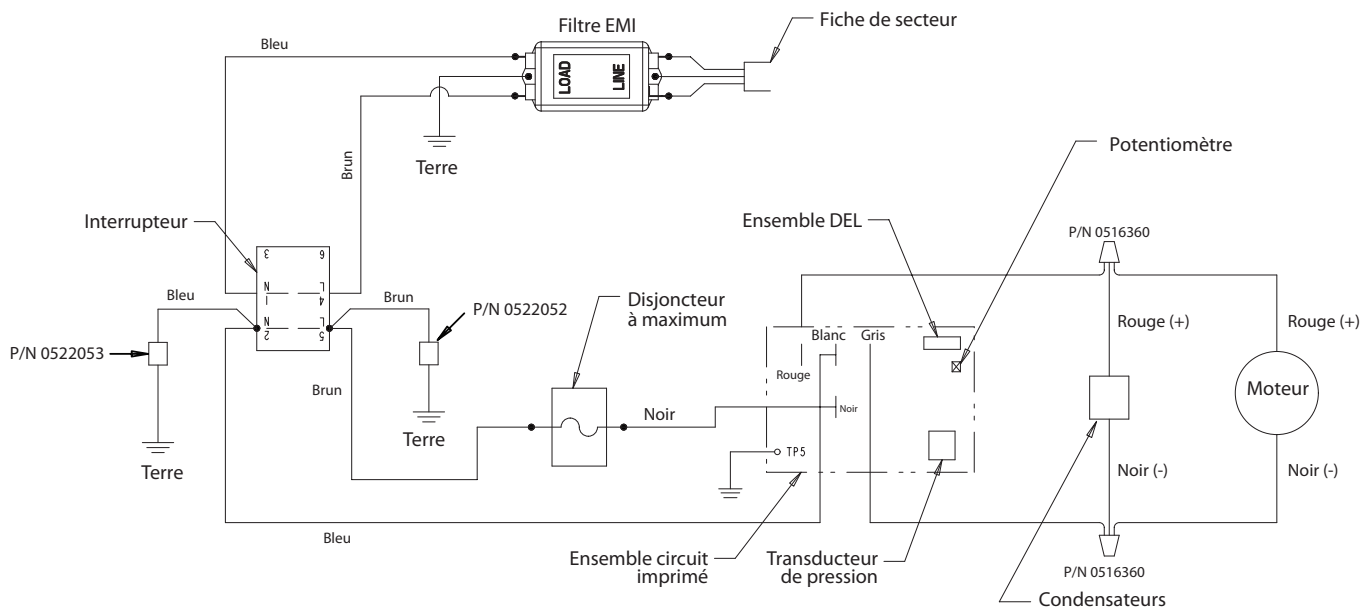 Filtre EMI
Fiche de secteur
Bleu
LOAD
LINE
Terre
Brun
Potentiomètre
Interrupteur
Ensemble DEL
P/N 0516360
3
6
N
1
L
4
N
2
L
5
Bleu
Brun
P/N 0522052
Disjoncteur
à maximum
P/N 0522053
Blanc
Gris
Rouge
Rouge (+)
Rouge (+)
Moteur
Brun
Noir
Noir
Terre
Terre
TP5
Noir (-)
Noir (-)
Bleu
Ensemble circuit
imprimé
Transducteur
de pression
P/N 0516360
Condensateurs